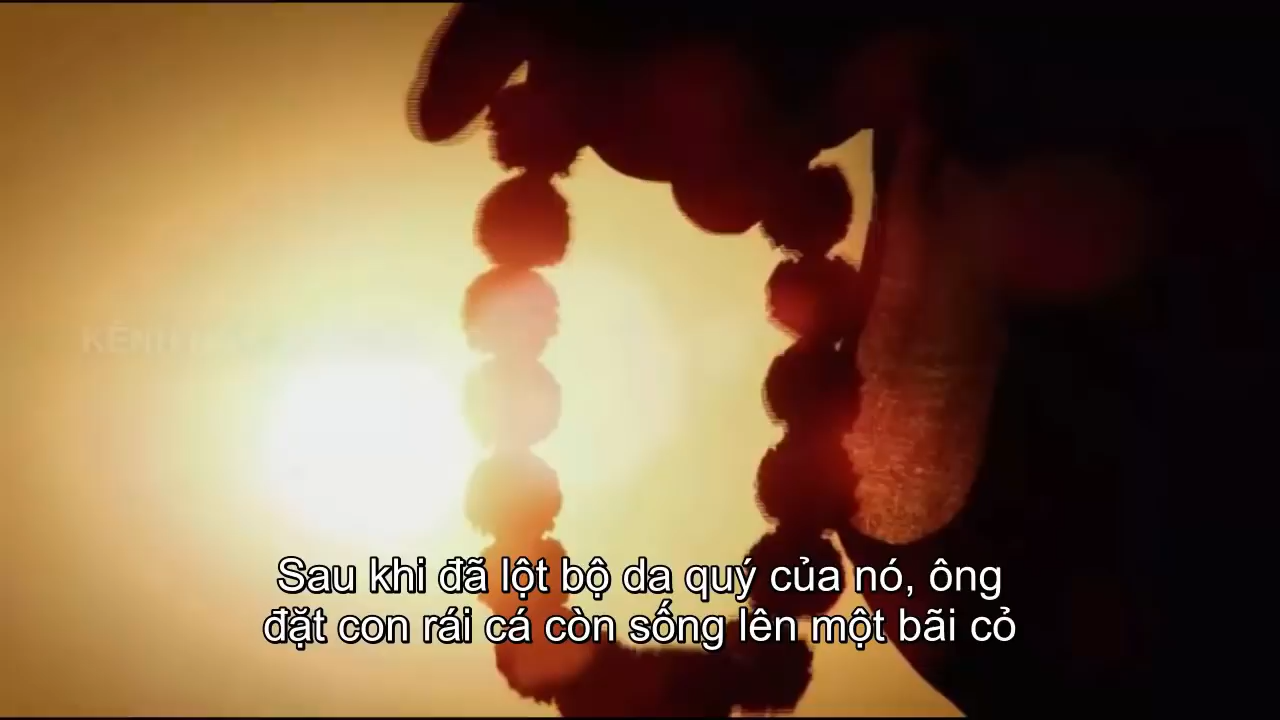 KÊNH
Sau khi đã lột bộ da quý của nó, ông
đặt con rái cá còn sống lên một bãi cỏ